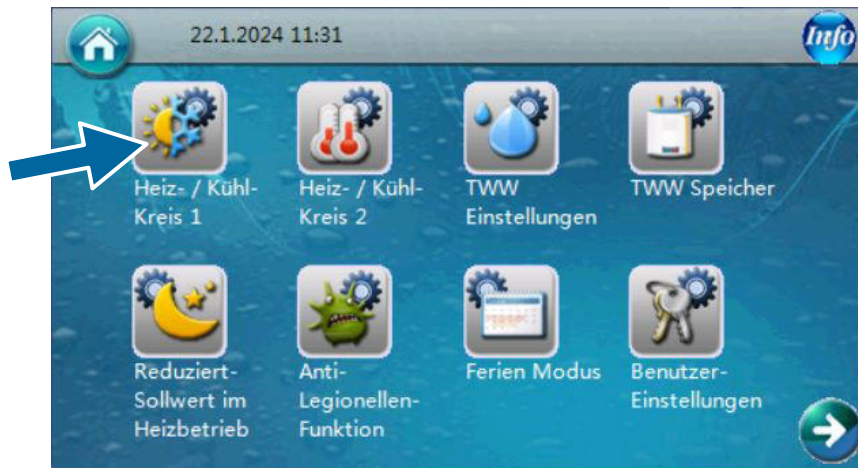 22.1.2024 11:31
Info
Heiz- / Kühl-
Kreis 1
Heiz- / Kühl-
Kreis 2
TWW
Einstellungen
TWW Speicher
Reduziert-
Sollwert im
Heizbetrieb
Anti-
Legionellen-
Funktion
Ferien Modus
Benutzer-
Einstellungen